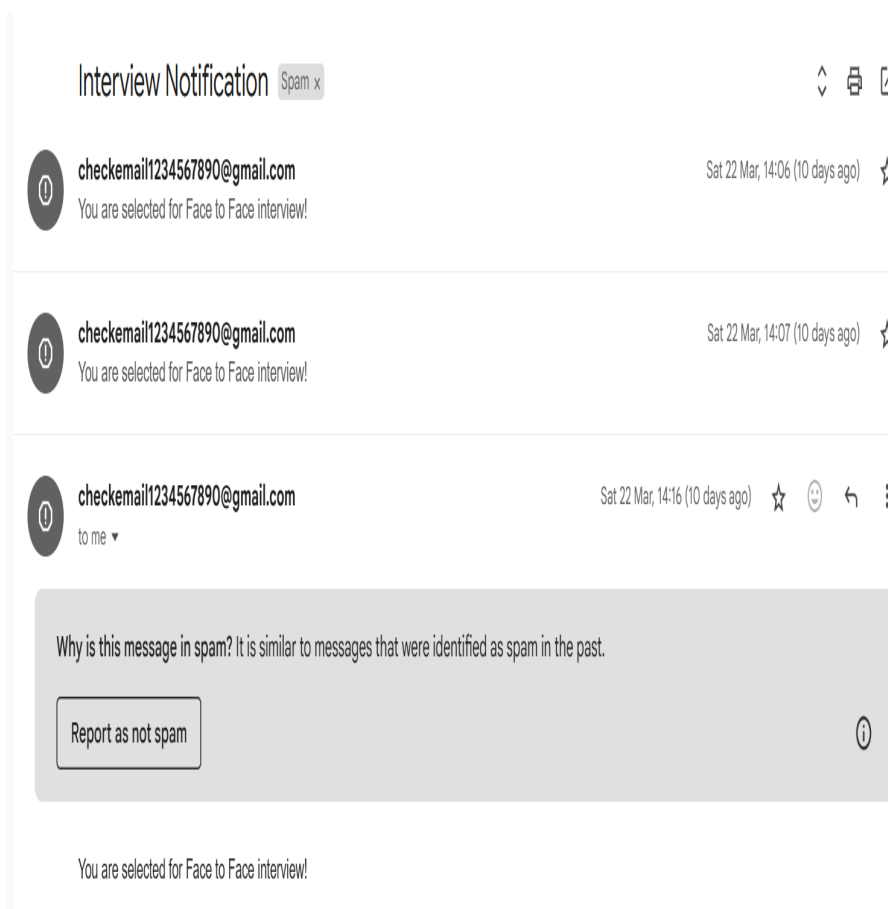 Interview Notification Spam x
checkemail1234567890@gmail.com Sat 22 Mar, 14:06 (10 days ago)
You are selected for Face to Face interview!
checkemail1234567890@gmail.com Sat 22 Mar, 14:07 (10 days ago)
You are selected for Face to Face interview!
checkemail1234567890@gmail.com Sat 22 Mar, 14:16 (10 days ago)
to me
Why is this message in spam? It is similar to messages that were identified as spam in the past.
Report as not spam
You are selected for Face to Face interview!